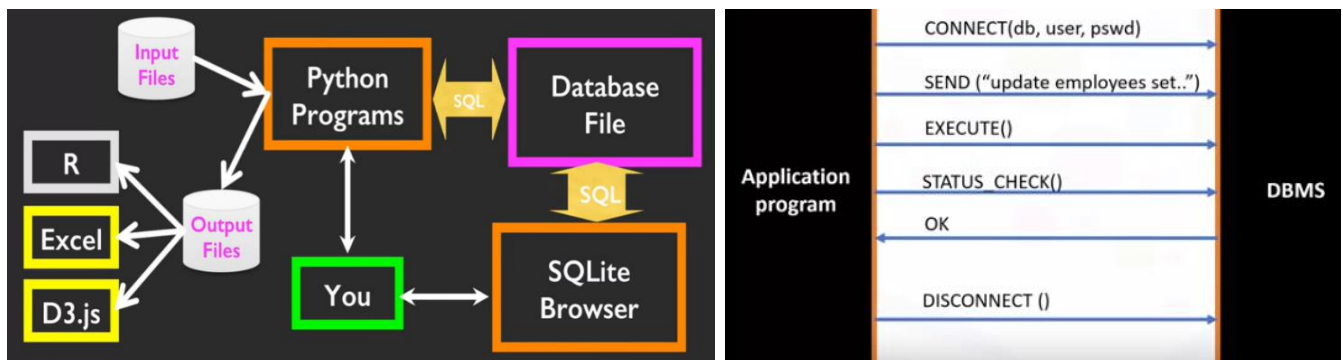 Input
Files
Python
Programs
SQL
Database
File
R
Excel
D3.js
Output
Files
You
SQL
SQLite
Browser
Application
program
CONNECT(db, user, pswd)
SEND (“update employees set..”)
EXECUTE()
STATUS_CHECK()
OK
DISCONNECT ()
DBMS